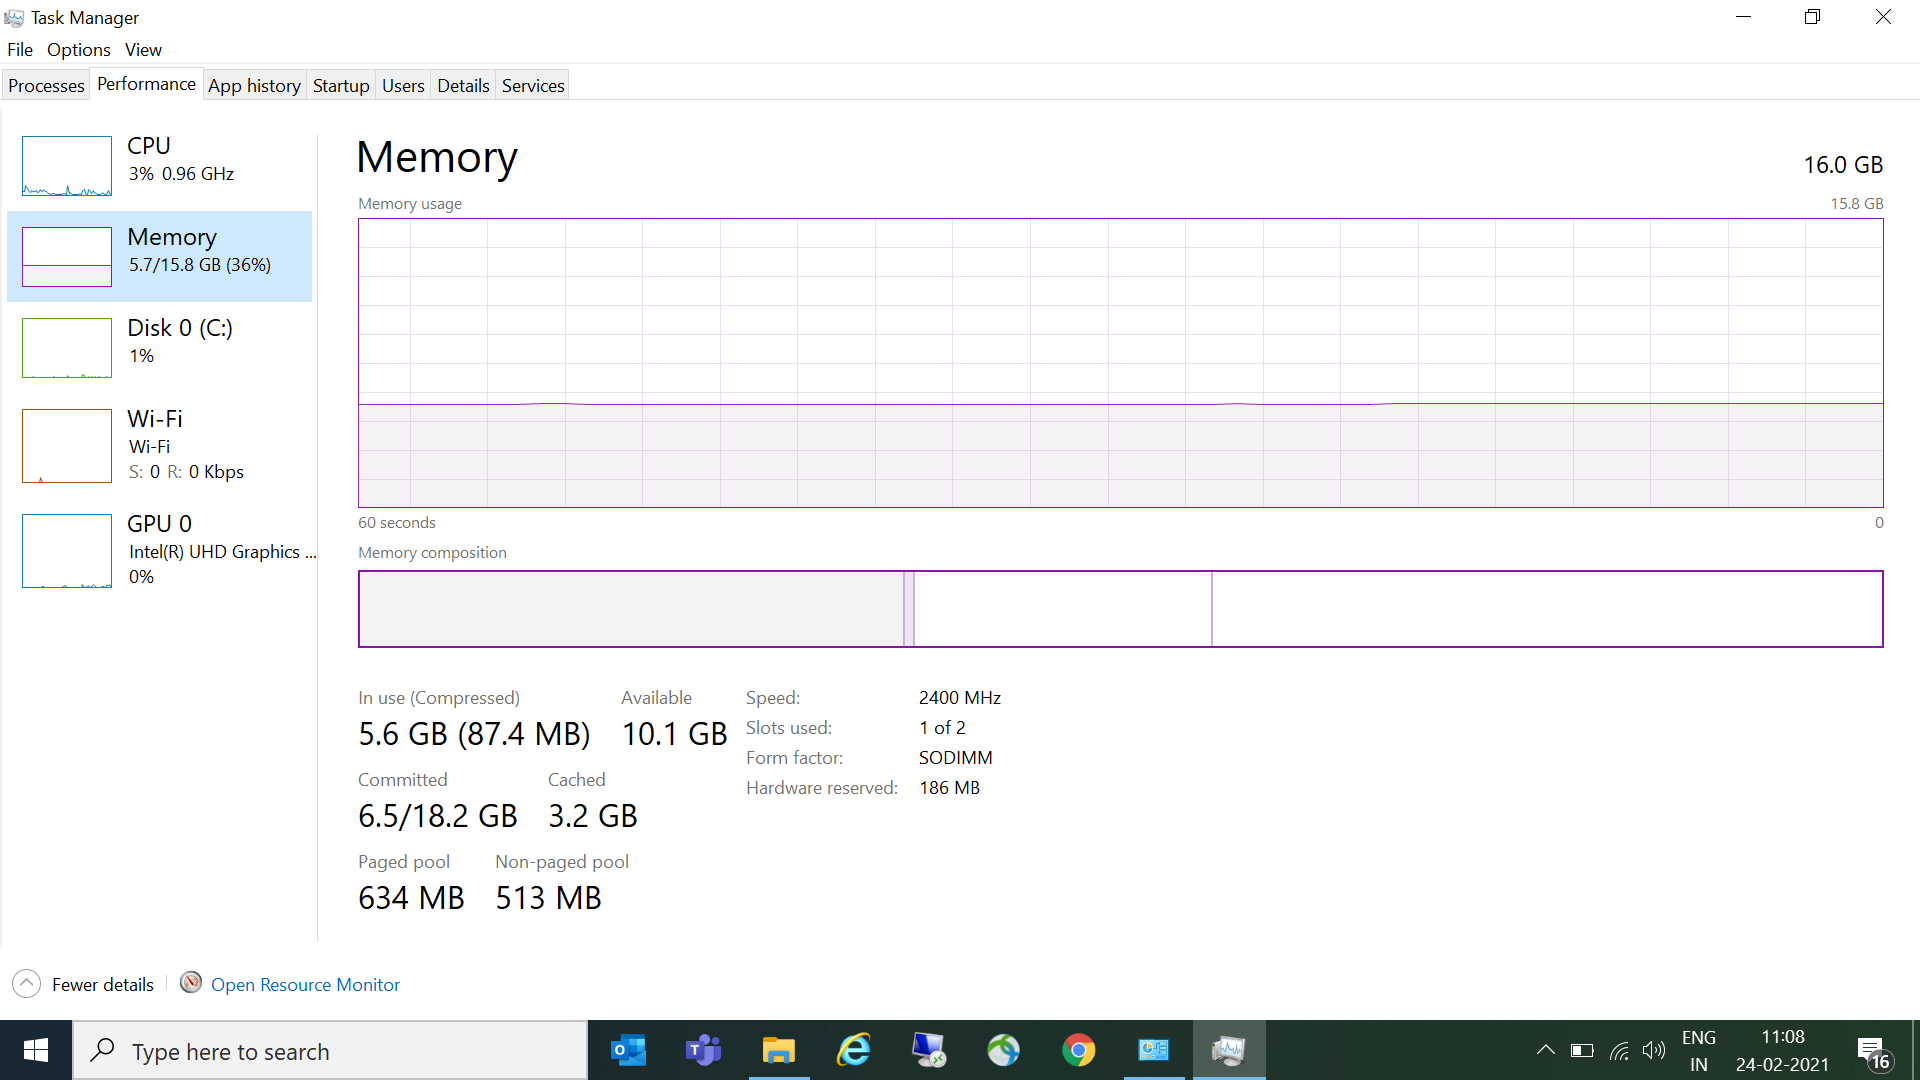 Task Manager
File Options View
Processes Performance App history Startup Users Details Services
CPU
3% 0.96 GHz
Memory
5.7/15.8 GB (36%)
Disk 0 (C:)
1%
Wi-Fi
Wi-Fi
S: 0 R: 0 Kbps
GPU 0
Intel(R) UHD Graphics ...
0%
Memory
16.0 GB
Memory usage
15.8 GB
60 seconds
0
Memory composition
In use (Compressed) Available
5.6 GB (87.4 MB) 10.1 GB
Committed Cached
6.5/18.2 GB 3.2 GB
Paged pool Non-paged pool
634 MB 513 MB
Speed: 2400 MHz
Slots used: 1 of 2
Form factor: SODIMM
Hardware reserved: 186 MB
Fewer details Open Resource Monitor
Type here to search
ENG
IN
11:08
24-02-2021
16